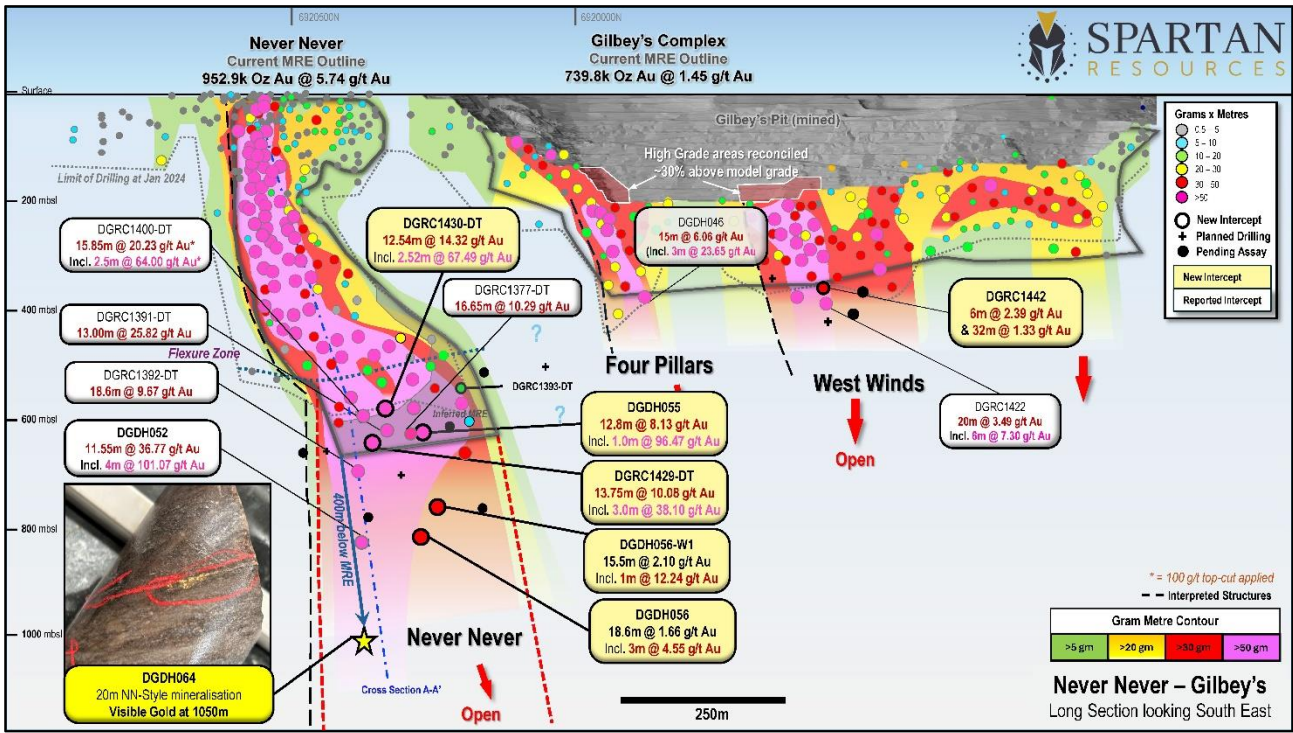 6920500N
6920000N
Never Never
Current MRE Outline
952.9k Oz Au @ 5.74 g/t Au
Gilbey's Complex
Current MRE Outline
739.8k Oz Au @ 1.45 g/t Au
SPARTAN
RESOURCES
Surface
Gilbey's Pit (mined)
High Grade areas reconciled
~30% above model grade
Limit of Drilling at Jan 2024
200 mbsl
400 mbsl
600 mbsl
800 mbsl
1000 mbsl
Grams x Metres
0.5 – 5
5 – 10
10 – 20
20 – 30
30 – 50
>50
New Intercept
Planned Drilling
Pending Assay
New Intercept
Reported Intercept
DGRC1400-DT
15.85m @ 20.23 g/t Au*
Incl. 2.5m @ 64.00 g/t Au*
DGRC1430-DT
12.54m @ 14.32 g/t Au
Incl. 2.52m @ 67.49 g/t Au
DGDH046
15m @ 6.06 g/t Au
(Incl. 3m @ 23.65 g/t Au
DGRC1377-DT
16.65m @ 10.29 g/t Au
DGRC1391-DT
13.00m @ 25.82 g/t Au
Flexure Zone
DGRC1442
6m @ 2.39 g/t Au
& 32m @ 1.33 g/t Au
DGRC1392-DT
18.6m @ 9.67 g/t Au
?
Four Pillars
DGRC1393-DT
West Winds
?
Inferred MRE
DGDH055
12.8m @ 8.13 g/t Au
Incl. 1.0m @ 96.47 g/t Au
DGRC1422
20m @ 3.49 g/t Au
Incl. 6m @ 7.30 g/t Au
Open
DGDH052
11.55m @ 36.77 g/t Au
Incl. 4m @ 101.07 g/t Au
DGRC1429-DT
13.75m @ 10.08 g/t Au
Incl. 3.0m @ 38.10 g/t Au
400m below MRE
DGDH056-W1
15.5m @ 2.10 g/t Au
Incl. 1m @ 12.24 g/t Au
DGDH056
18.6m @ 1.66 g/t Au
Incl. 3m @ 4.55 g/t Au
Never Never
DGDH064
20m NN-Style mineralisation
Visible Gold at 1050m
Cross Section A-A'
Open
250m
* = 100 g/t top-cut applied
Interpreted Structures
Gram Metre Contour
>5 gm
>20 gm
>30 gm
>50 gm
Never Never – Gilbey's
Long Section looking South East